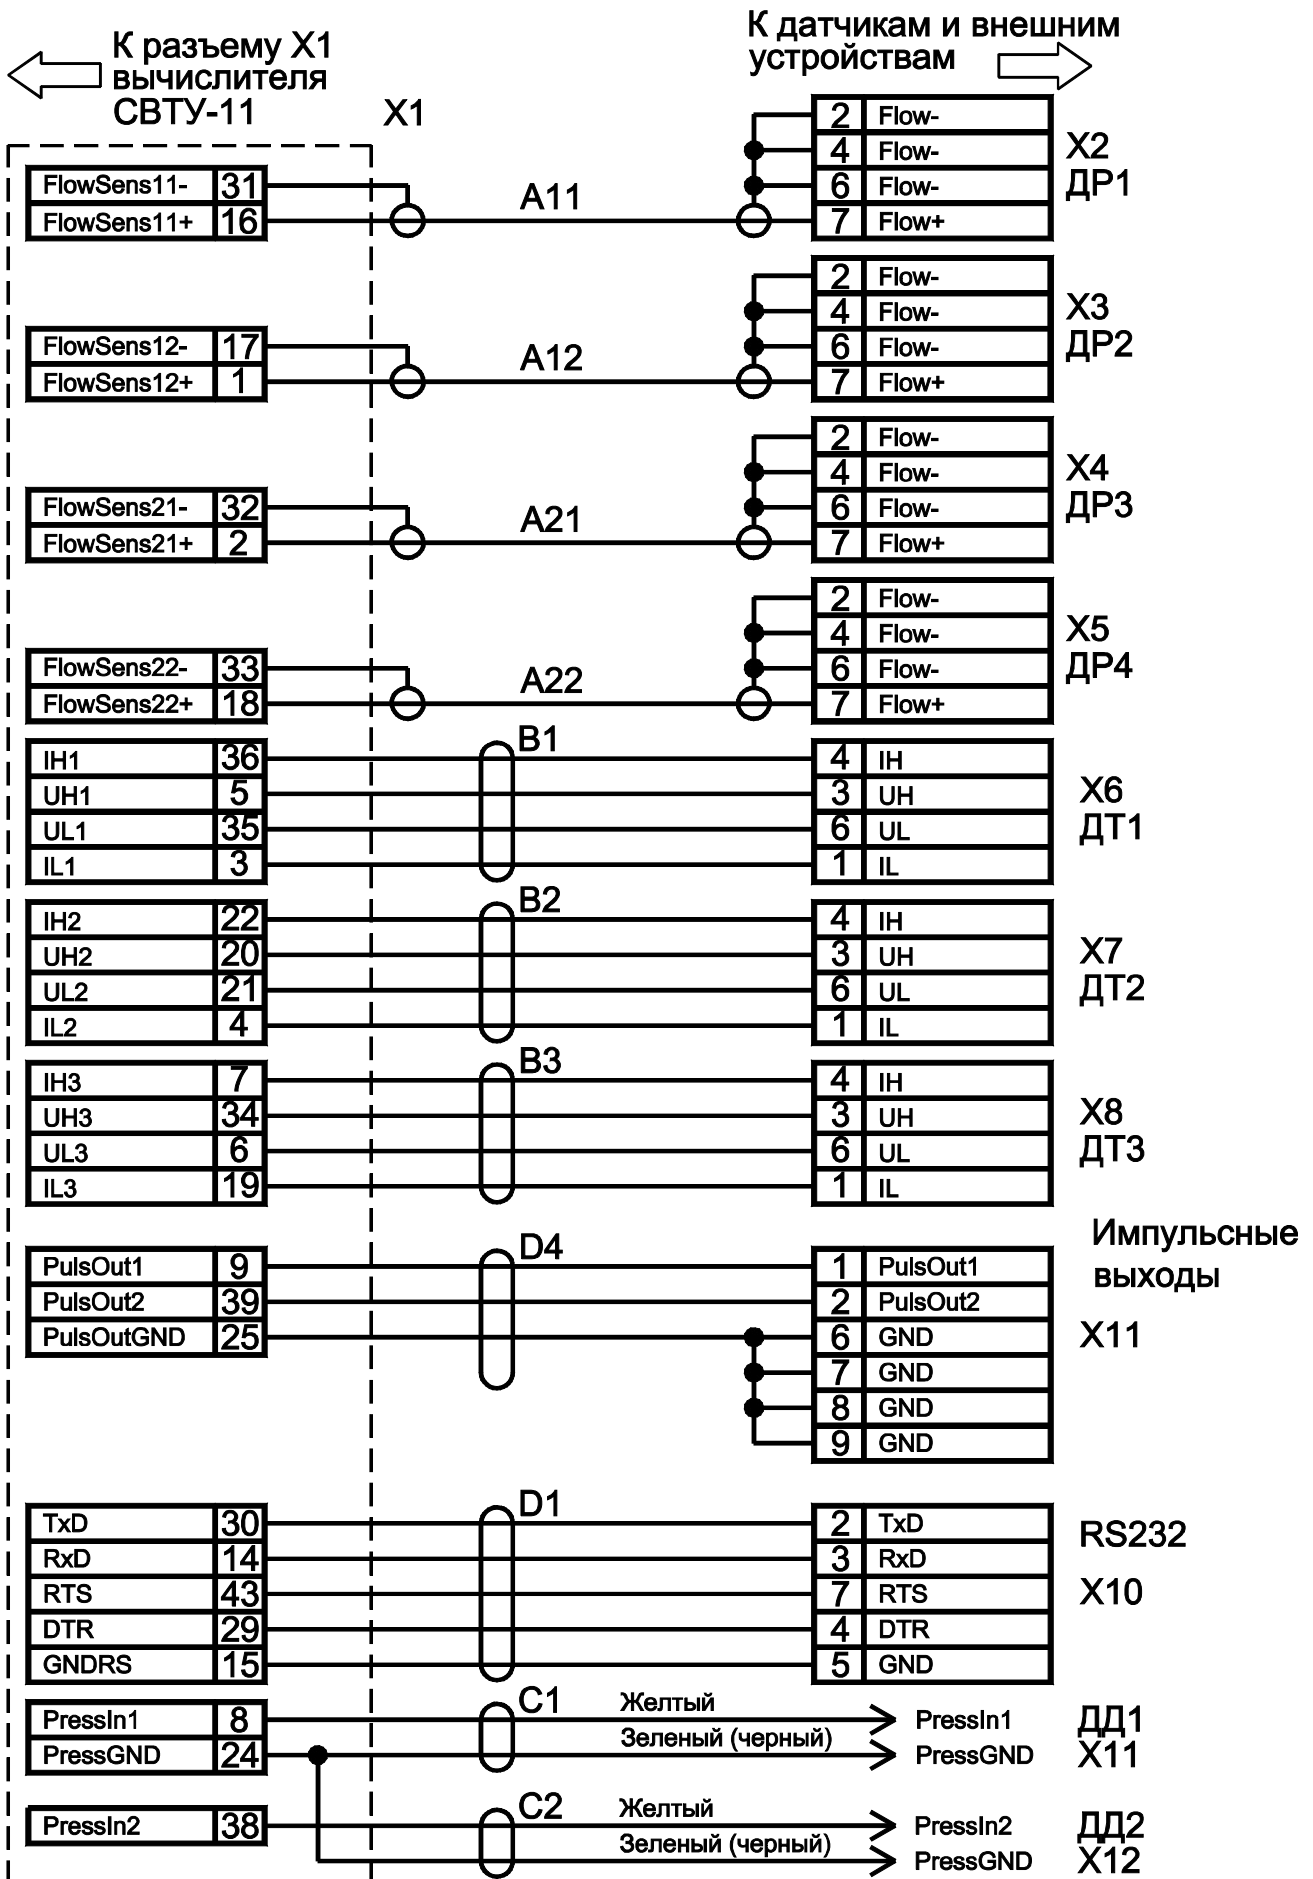 К разъему X1
вычислителя
СВТУ-11
X1
К датчикам и внешним
устройствам
FlowSens11- 31
FlowSens11+ 16
A11
2 Flow-
4 Flow-
6 Flow-
7 Flow+
X2
ДР1
FlowSens12- 17
FlowSens12+ 1
A12
2 Flow-
4 Flow-
6 Flow-
7 Flow+
X3
ДР2
FlowSens21- 32
FlowSens21+ 2
A21
2 Flow-
4 Flow-
6 Flow-
7 Flow+
X4
ДР3
FlowSens22- 33
FlowSens22+ 18
A22
2 Flow-
4 Flow-
6 Flow-
7 Flow+
X5
ДР4
IH1 36
UH1 5
UL1 35
IL1 3
B1
4 IH
3 UH
6 UL
1 IL
X6
ДТ1
IH2 22
UH2 20
UL2 21
IL2 4
B2
4 IH
3 UH
6 UL
1 IL
X7
ДТ2
IH3 7
UH3 34
UL3 6
IL3 19
B3
4 IH
3 UH
6 UL
1 IL
X8
ДТ3
PulsOut1 9
PulsOut2 39
PulsOutGND 25
D4
1 PulsOut1
2 PulsOut2
6 GND
7 GND
8 GND
9 GND
Импульсные
выходы
X11
TxD 30
RxD 14
RTS 43
DTR 29
GNDRS 15
D1
2 TxD
3 RxD
7 RTS
4 DTR
5 GND
RS232
X10
PressIn1 8
PressGND 24
C1
Желтый
Зеленый (черный)
PressIn1
PressGND
ДД1
X11
PressIn2 38
C2
Желтый
Зеленый (черный)
PressIn2
PressGND
ДД2
X12